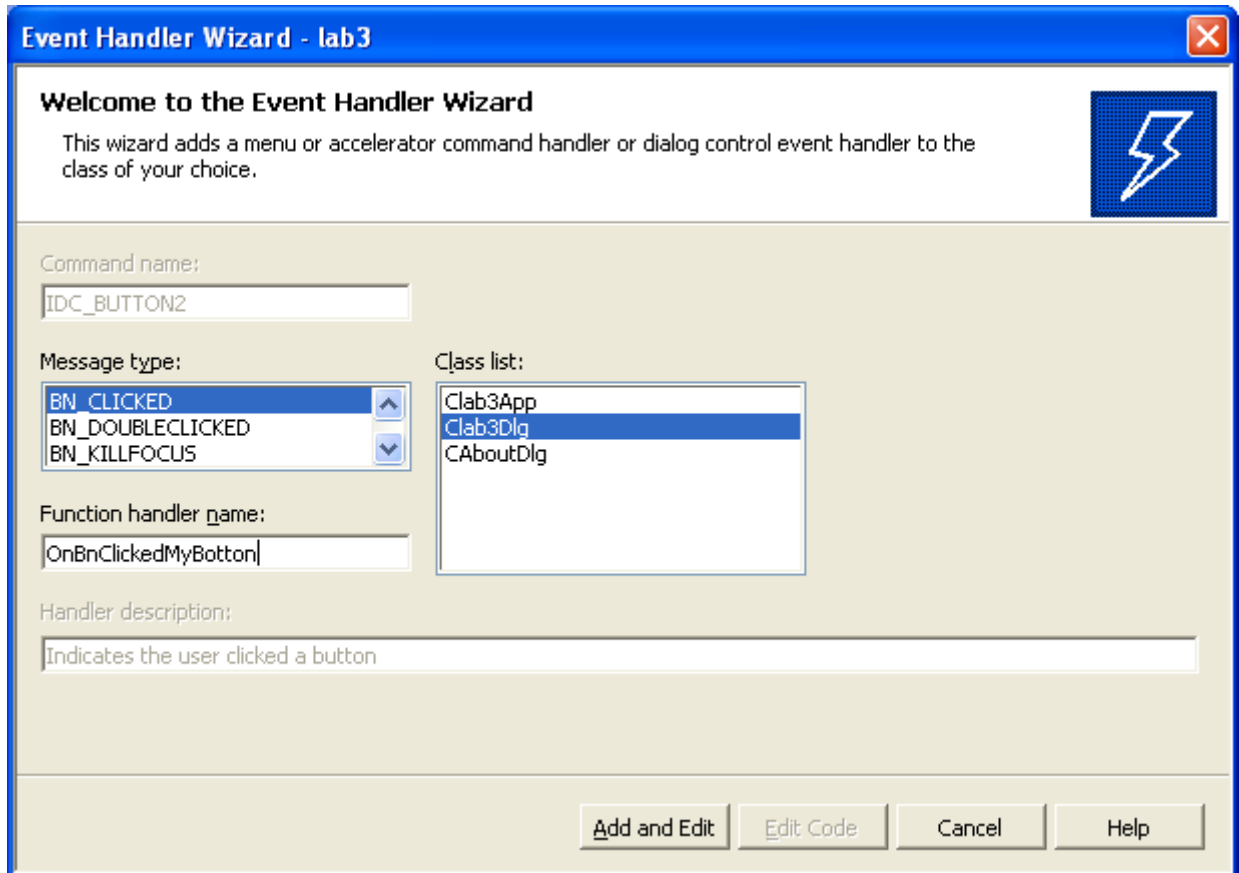 Event Handler Wizard - lab3
Welcome to the Event Handler Wizard
This wizard adds a menu or accelerator command handler or dialog control event handler to the
class of your choice.
Command name:
IDC_BUTTON2
Message type:
BN_CLICKED
BN_DOUBLECLICKED
BN_KILLFOCUS
Class list:
Clab3App
Clab3Dlg
CAboutDlg
Function handler name:
OnBnClickedMyBotton
Handler description:
Indicates the user clicked a button
Add and Edit
Edit Code
Cancel
Help